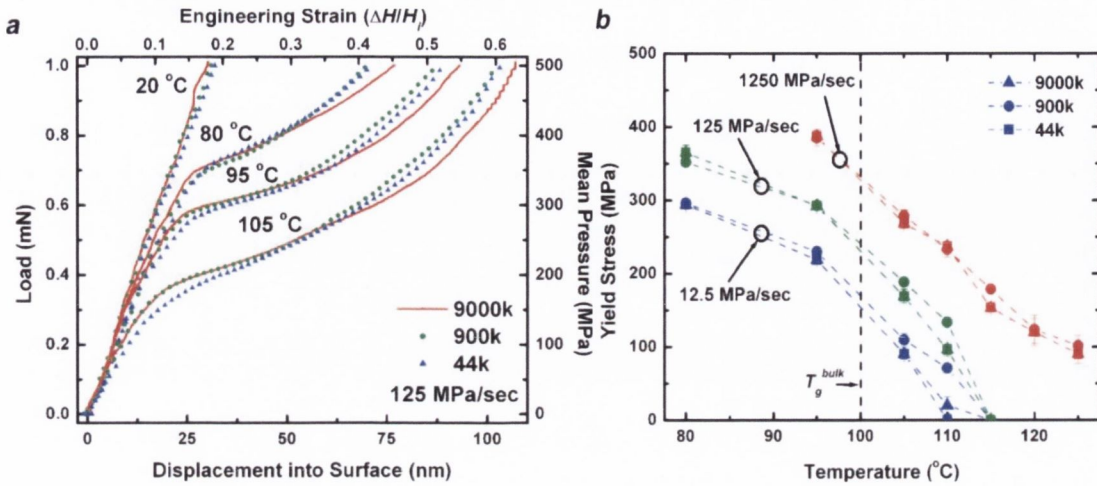 a
Engineering Strain (ΔH/Hᵢ)
0.0 0.1 0.2 0.3 0.4 0.5 0.6
1.0
0.8
0.6
0.4
0.2
0.0
Load (mN)
20 °C
80 °C
95 °C
105 °C
9000k
900k
44k
125 MPa/sec
500
400
300
200
100
0
Mean Pressure (MPa)
0 25 50 75 100
Displacement into Surface (nm)
b
500
400
300
200
100
0
Yield Stress (MPa)
1250 MPa/sec
125 MPa/sec
12.5 MPa/sec
9000k
900k
44k
T_g^bulk
80 90 100 110 120
Temperature (°C)